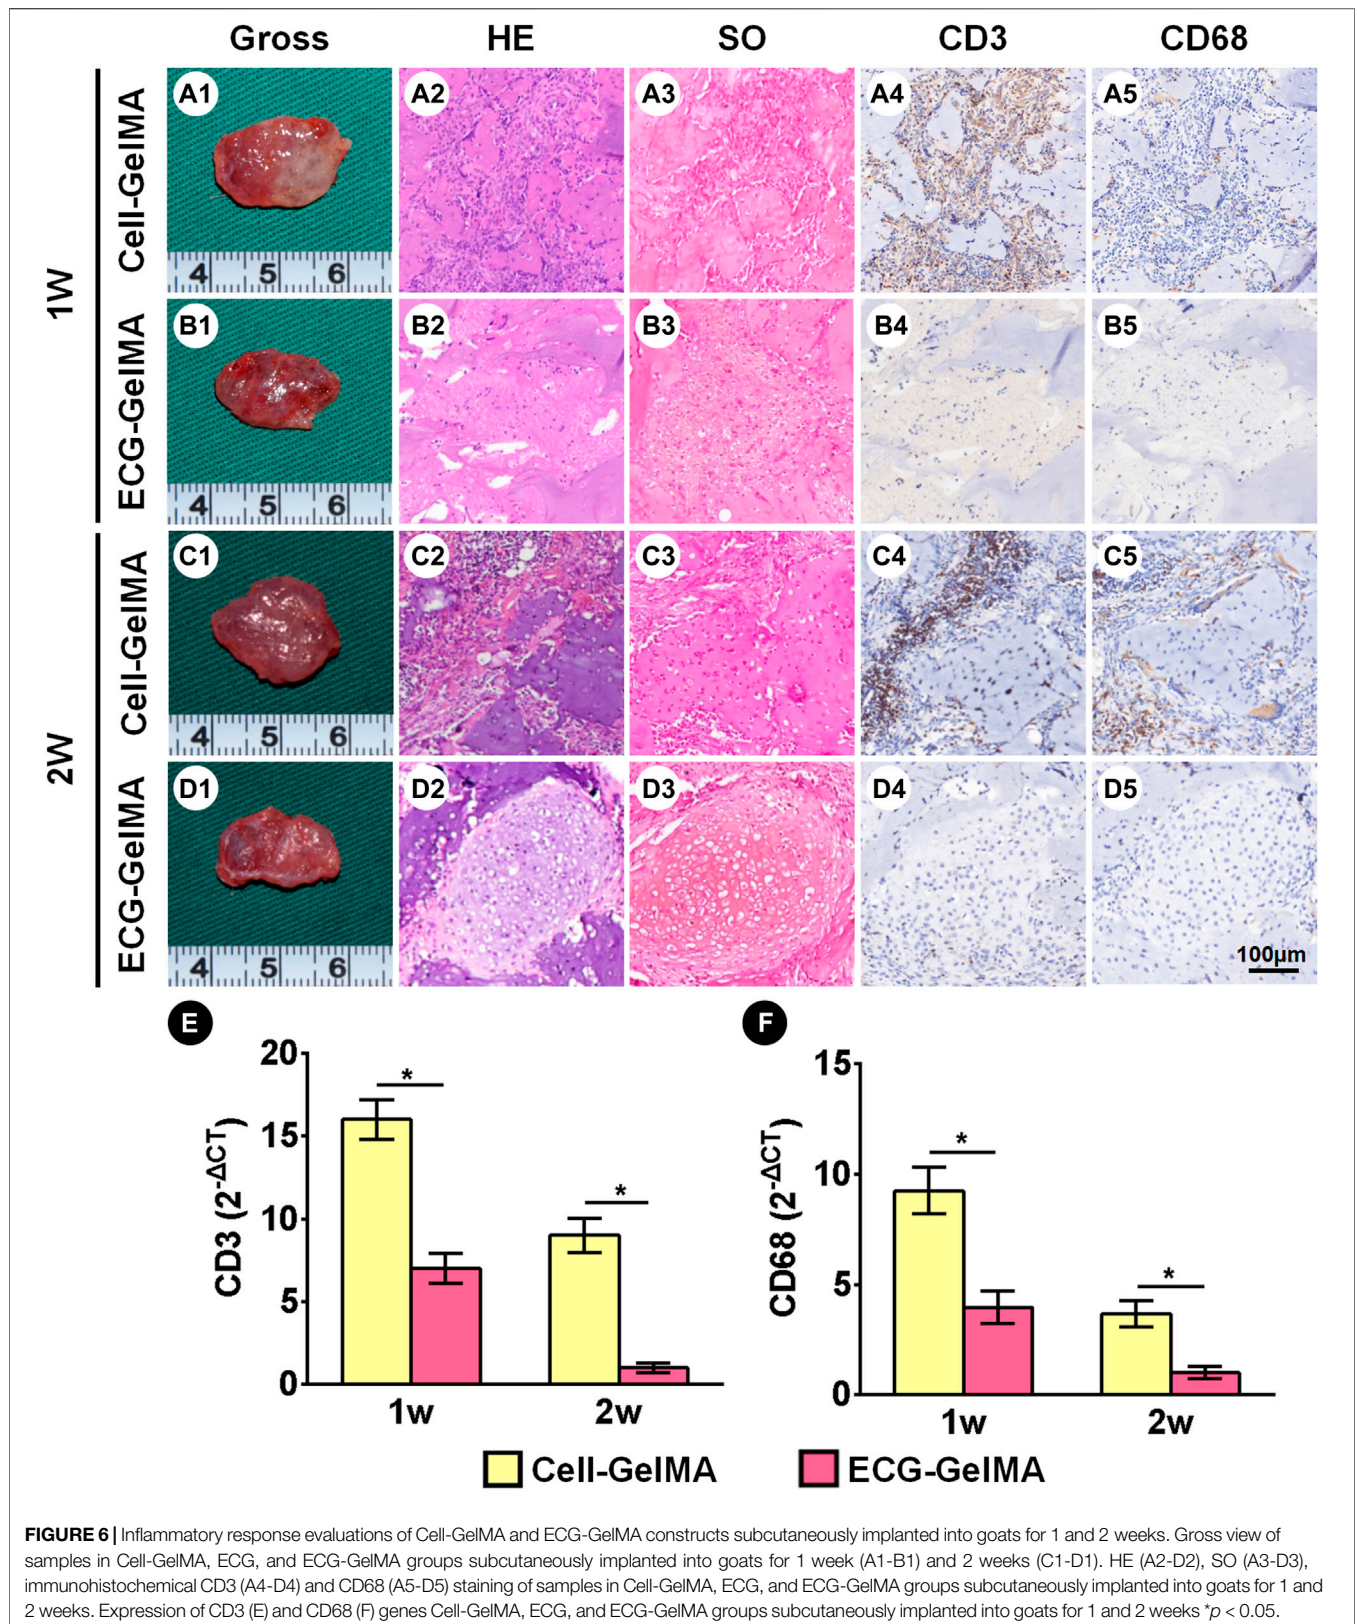 Gross HE SO CD3 CD68
1W
Cell-GelMA
A1 A2 A3 A4 A5
4 5 6
ECG-GelMA
B1 B2 B3 B4 B5
4 5 6
2W
Cell-GelMA
C1 C2 C3 C4 C5
4 5 6
ECG-GelMA
D1 D2 D3 D4 D5
4 5 6
100μm
E
CD3 (2^-ΔCT)
20
15
10
5
0
*
*
1w 2w
F
CD68 (2^-ΔCT)
15
10
5
0
*
*
1w 2w
Cell-GelMA ECG-GelMA
FIGURE 6 | Inflammatory response evaluations of Cell-GelMA and ECG-GelMA constructs subcutaneously implanted into goats for 1 and 2 weeks. Gross view of
samples in Cell-GelMA, ECG, and ECG-GelMA groups subcutaneously implanted into goats for 1 week (A1-B1) and 2 weeks (C1-D1). HE (A2-D2), SO (A3-D3),
immunohistochemical CD3 (A4-D4) and CD68 (A5-D5) staining of samples in Cell-GelMA, ECG, and ECG-GelMA groups subcutaneously implanted into goats for 1 and
2 weeks. Expression of CD3 (E) and CD68 (F) genes Cell-GelMA, ECG, and ECG-GelMA groups subcutaneously implanted into goats for 1 and 2 weeks *p < 0.05.